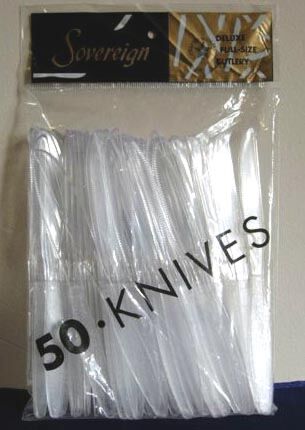 Sovereign
DELUXE
FULL-SIZE
CUTLERY
50 · KNIVES